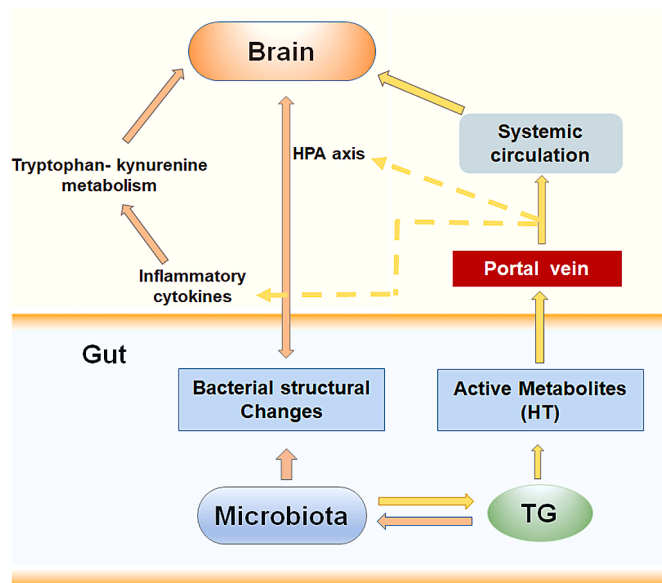 Brain
Systemic
circulation
HPA axis
Tryptophan- kynurenine
metabolism
Portal vein
Inflammatory
cytokines
Gut
Bacterial structural
Changes
Active Metabolites
(HT)
Microbiota
TG